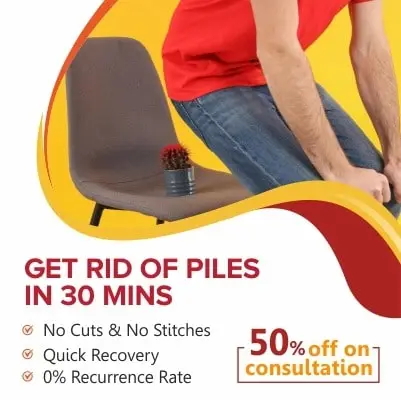 GET RID OF PILES
IN 30 MINS
No Cuts & No Stitches
Quick Recovery
0% Recurrence Rate
50% off on
consultation